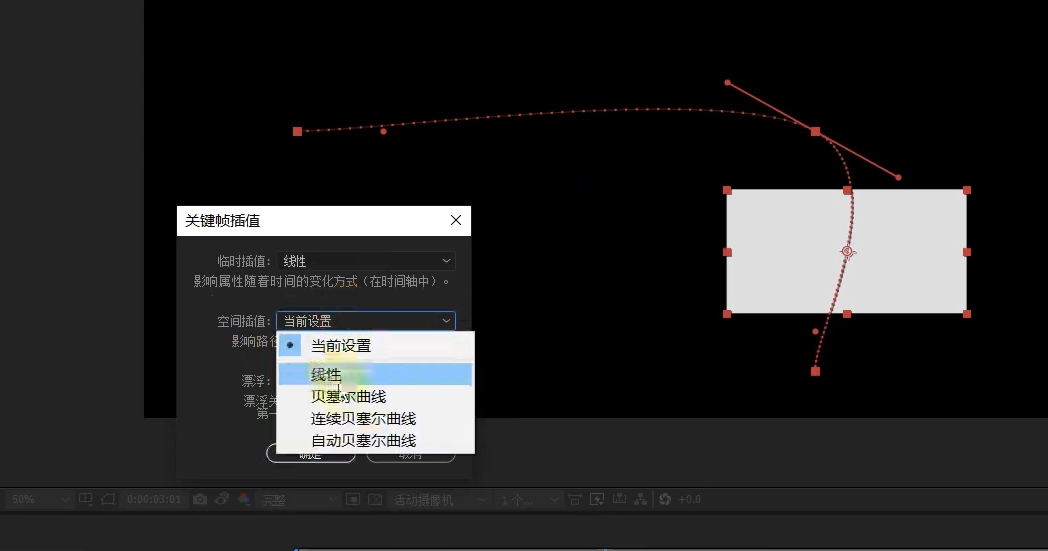 关键帧插值
临时插值: 线性
影响属性随着时间的变化方式（在时间轴中）。
空间插值: 当前设置
影响路径
当前设置
线性
漂浮:
贝塞尔曲线
漂浮关
第一
连续贝塞尔曲线
自动贝塞尔曲线
确定 取消
50% 0:00:03:01 完整 活动摄像机 1个... +0.0